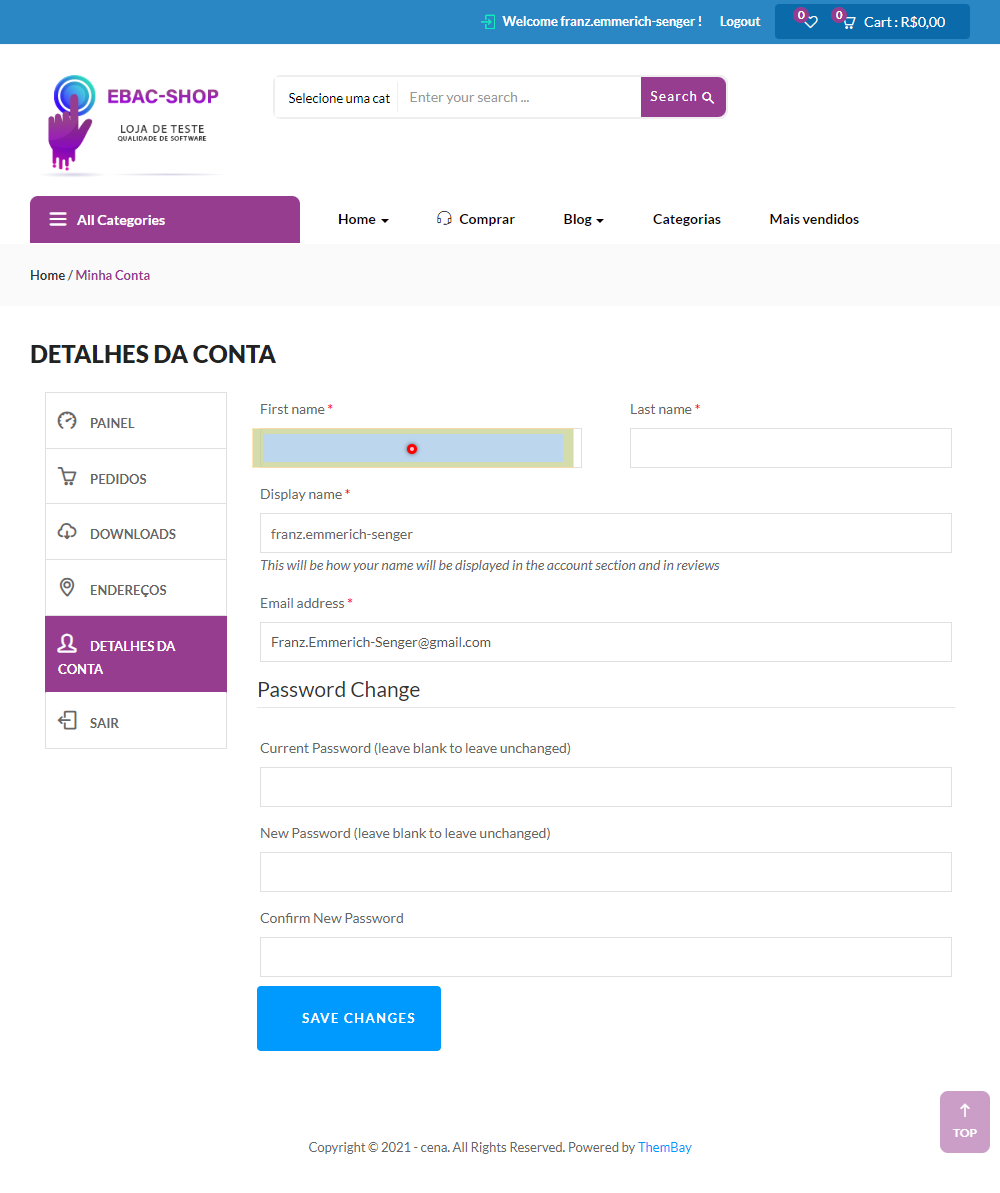 Welcome franz.emmerich-senger ! Logout 0 0 Cart : R$0,00
EBAC-SHOP
LOJA DE TESTE
QUALIDADE DE SOFTWARE
Selecione uma cat Enter your search ... Search
All Categories Home Comprar Blog Categorias Mais vendidos
Home / Minha Conta
DETALHES DA CONTA
PAINEL
PEDIDOS
DOWNLOADS
ENDEREÇOS
DETALHES DA
CONTA
SAIR
First name * Last name *
Display name *
franz.emmerich-senger
This will be how your name will be displayed in the account section and in reviews
Email address *
Franz.Emmerich-Senger@gmail.com
Password Change
Current Password (leave blank to leave unchanged)
New Password (leave blank to leave unchanged)
Confirm New Password
SAVE CHANGES
TOP
Copyright © 2021 - cena. All Rights Reserved. Powered by ThemBay